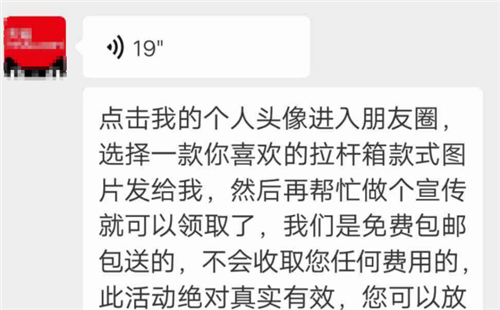 19"
点击我的个人头像进入朋友圈，
选择一款你喜欢的拉杆箱款式图
片发给我，然后再帮忙做个宣传
就可以领取了，我们是免费包邮
包送的，不会收取您任何费用的，
此活动绝对真实有效，您可以放